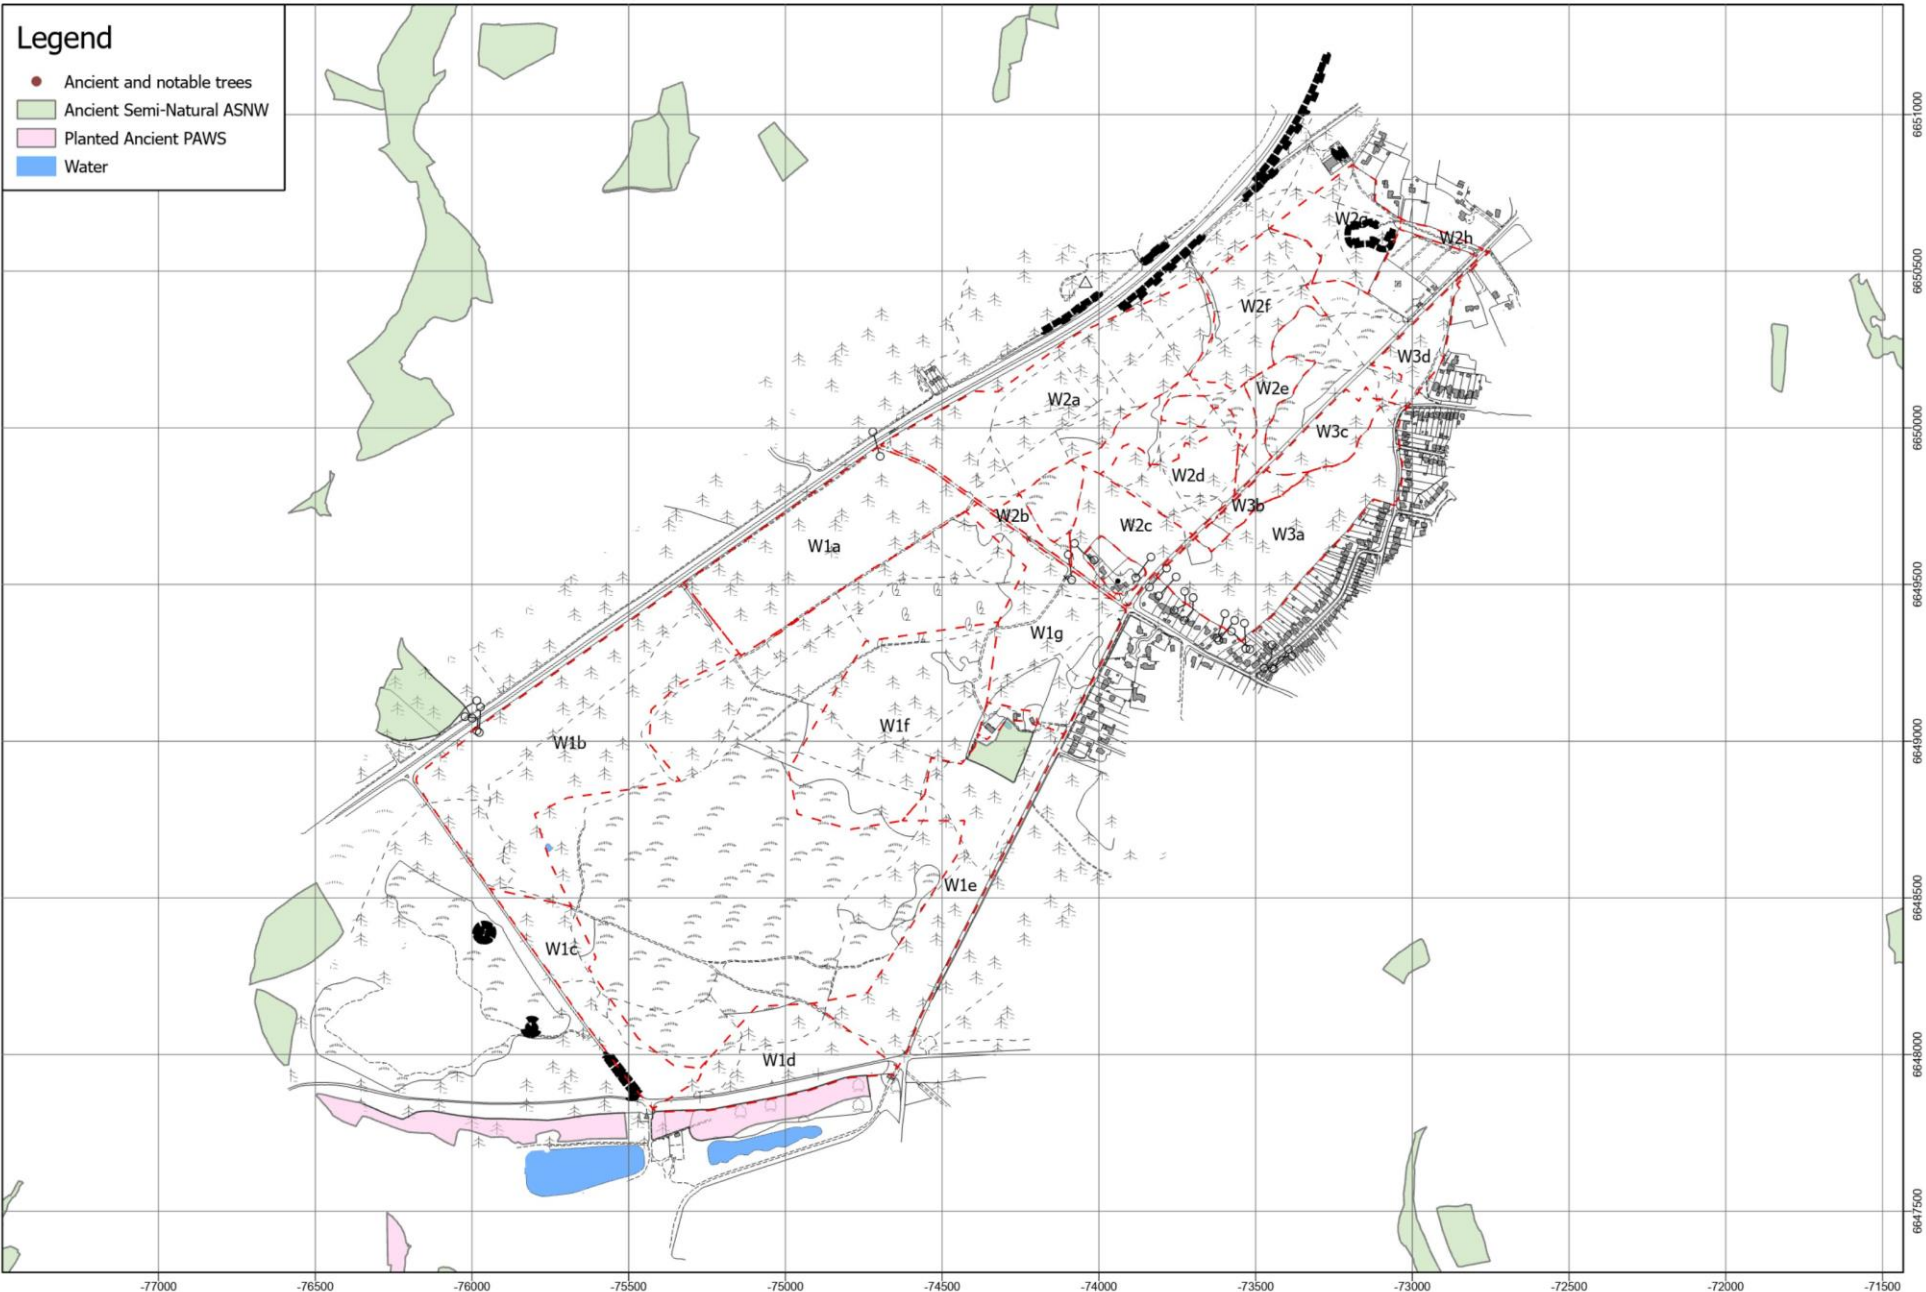 Legend
Ancient and notable trees
Ancient Semi-Natural ASNW
Planted Ancient PAWS
Water
6651000
W2g
W2h
6650500
W2f
W3d
W2a
W2e
6650000
W3c
W2d
W3b
W2b
W2c
W3a
W1a
6649500
W1g
W1f
W1b
6649000
W1e
6648500
W1c
W1d
6648000
6647500
-77000
-76500
-76000
-75500
-75000
-74500
-74000
-73500
-73000
-72500
-72000
-71500